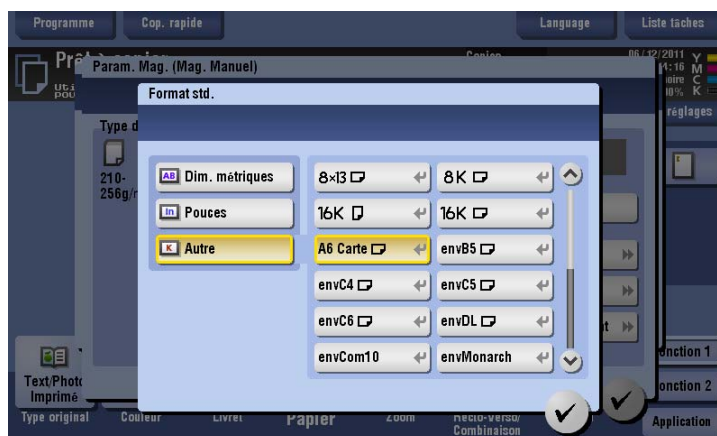 Programme
Cop. rapide
Language
Liste tâches
Param. Mag. (Mag. Manuel)
06/12/2011
Y
M
C
K
réglages
Format std.
Type d
210-
256g/m
AB Dim. métriques
In Pouces
K Autre
8×13
8K
16K
16K
A6 Carte
envB5
envC4
envC5
envC6
envDL
envCom10
envMonarch
Text/Photo
Imprimé
onction 1
onction 2
Type original
Couleur
Livret
Papier
Zoom
Recto-verso/
Combinaison
Application